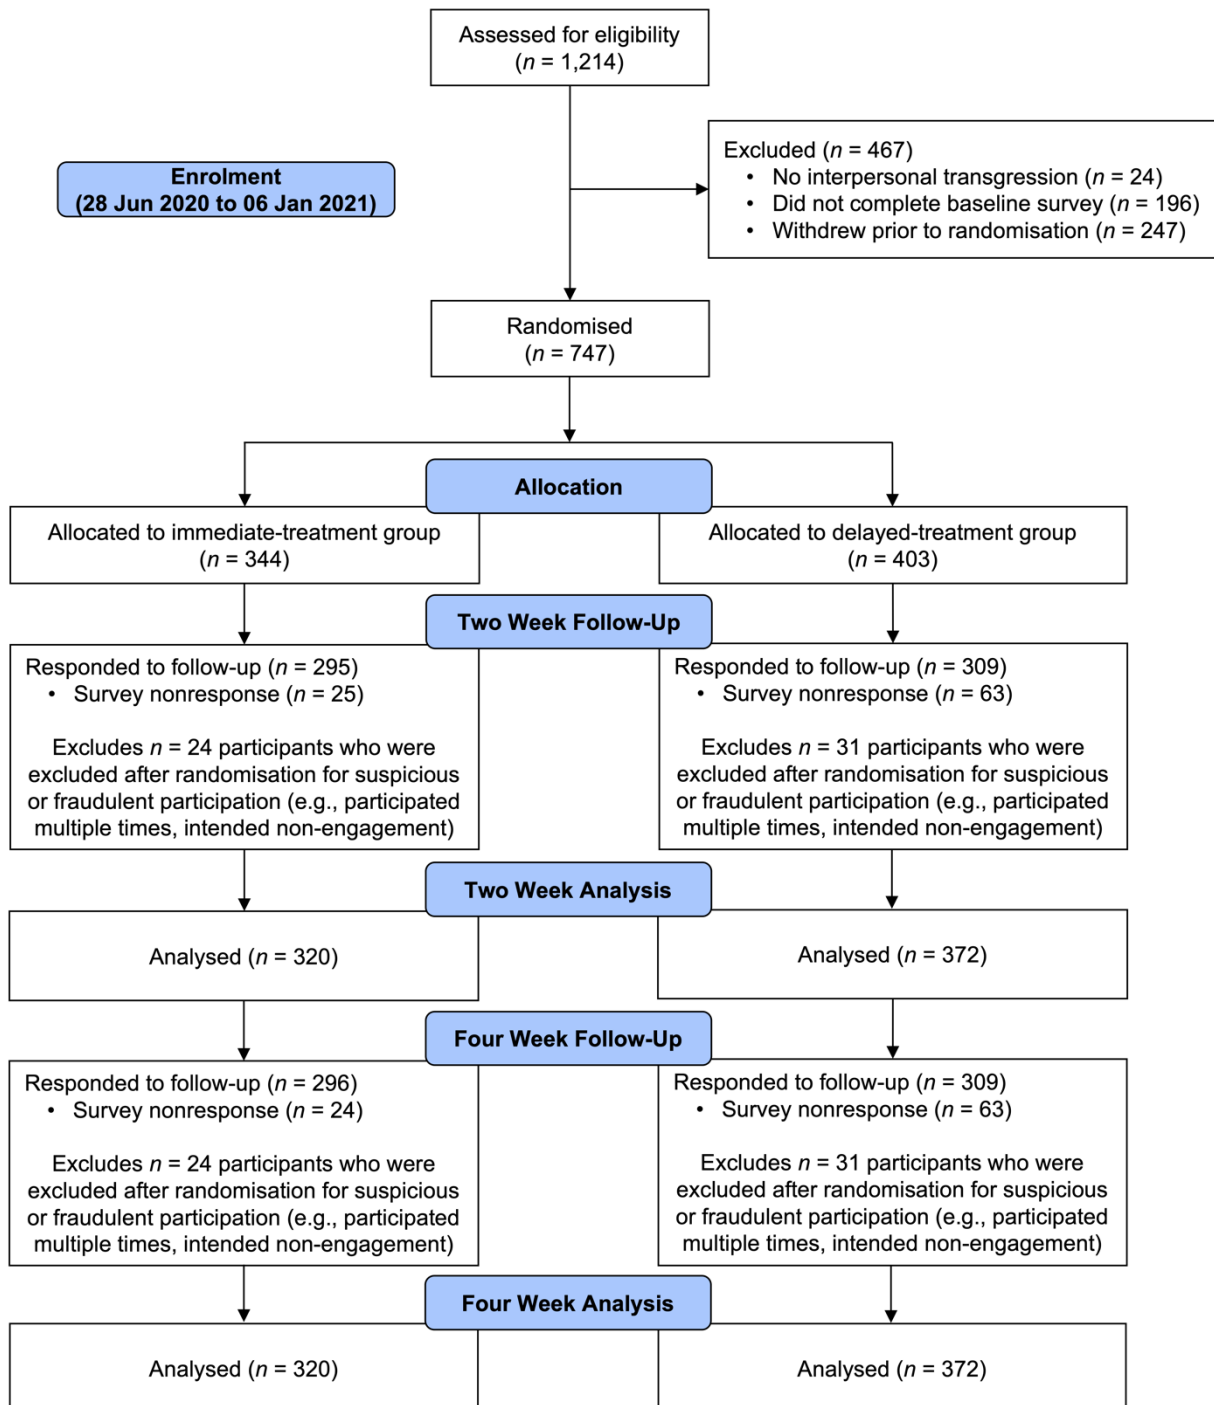 Assessed for eligibility
(n = 1,214)
Excluded (n = 467)
• No interpersonal transgression (n = 24)
• Did not complete baseline survey (n = 196)
• Withdrew prior to randomisation (n = 247)
Enrolment
(28 Jun 2020 to 06 Jan 2021)
Randomised
(n = 747)
Allocation
Allocated to immediate-treatment group
(n = 344)
Allocated to delayed-treatment group
(n = 403)
Two Week Follow-Up
Responded to follow-up (n = 295)
• Survey nonresponse (n = 25)
Excludes n = 24 participants who were
excluded after randomisation for suspicious
or fraudulent participation (e.g., participated
multiple times, intended non-engagement)
Responded to follow-up (n = 309)
• Survey nonresponse (n = 63)
Excludes n = 31 participants who were
excluded after randomisation for suspicious
or fraudulent participation (e.g., participated
multiple times, intended non-engagement)
Two Week Analysis
Analysed (n = 320)
Analysed (n = 372)
Four Week Follow-Up
Responded to follow-up (n = 296)
• Survey nonresponse (n = 24)
Excludes n = 24 participants who were
excluded after randomisation for suspicious
or fraudulent participation (e.g., participated
multiple times, intended non-engagement)
Responded to follow-up (n = 309)
• Survey nonresponse (n = 63)
Excludes n = 31 participants who were
excluded after randomisation for suspicious
or fraudulent participation (e.g., participated
multiple times, intended non-engagement)
Four Week Analysis
Analysed (n = 320)
Analysed (n = 372)